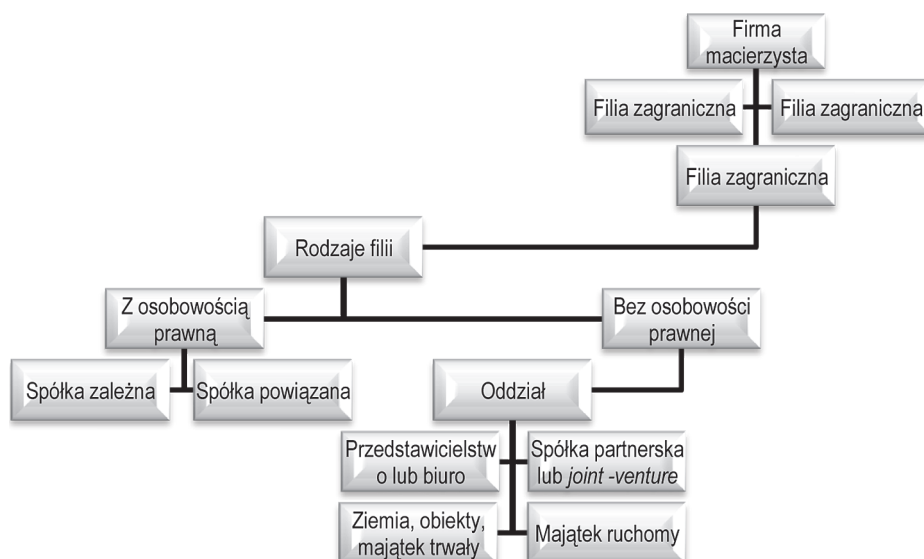 Firma
macierzysta
Filia zagraniczna
Filia zagraniczna
Filia zagraniczna
Rodzaje filii
Z osobowością
prawną
Bez osobowości
prawnej
Spółka zależna
Spółka powiązana
Oddział
Przedstawicielstw
o lub biuro
Spółka partnerska
lub joint -venture
Ziemia, obiekty,
majątek trwały
Majątek ruchomy